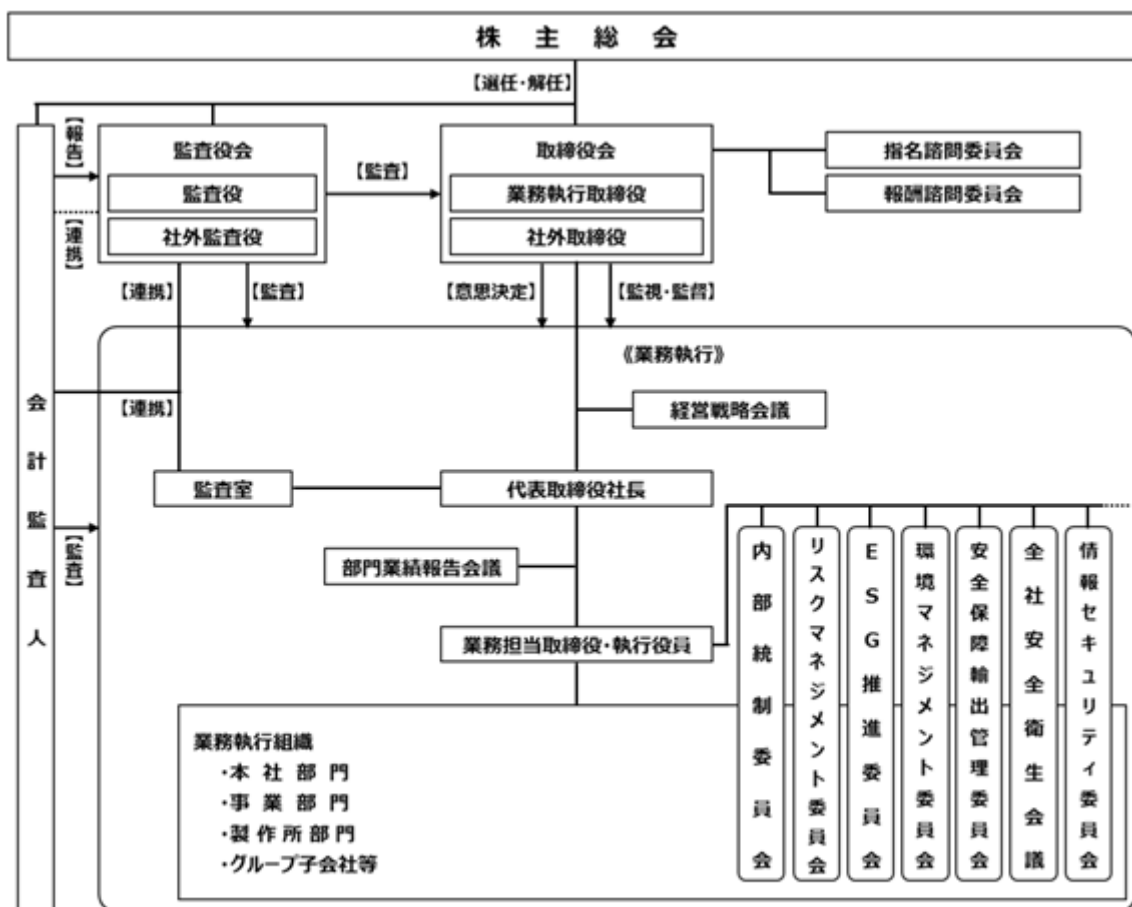 株主総会
【選任・解任】
【報告】
監査役会
監査役
社外監査役
【監査】
取締役会
業務執行取締役
社外取締役
指名諮問委員会
報酬諮問委員会
【連携】
【連携】
【監査】
【意思決定】
【監視・監督】
《業務執行》
会計監査人
【連携】
経営戦略会議
監査室
代表取締役社長
【監査】
部門業績報告会議
業務担当取締役・執行役員
内部統制委員会
リスクマネジメント委員会
ESG推進委員会
環境マネジメント委員会
安全保障輸出管理委員会
全社安全衛生会議
情報セキュリティ委員会
業務執行組織
・本社部門
・事業部門
・製作所部門
・グループ子会社等